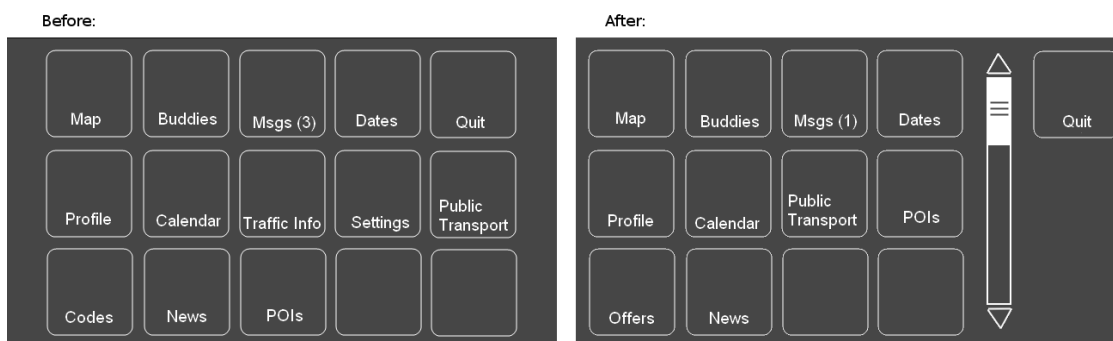 Before:
Map Buddies Msgs (3) Dates Quit
Profile Calendar Traffic Info Settings Public
Transport
Codes News POIs
After:
Map Buddies Msgs (1) Dates Quit
Profile Calendar Public
Transport POIs
Offers News